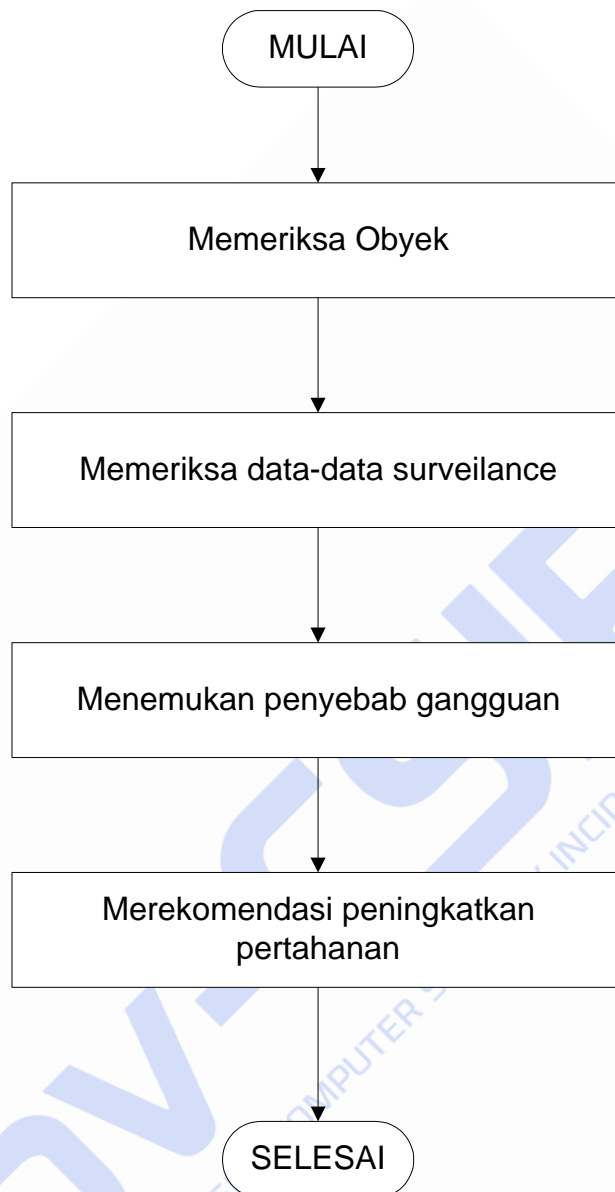 MULAI
Memeriksa Obyek
Memeriksa data-data surveilance
Menemukan penyebab gangguan
Merekomendasi peningkatkan
pertahanan
SELESAI